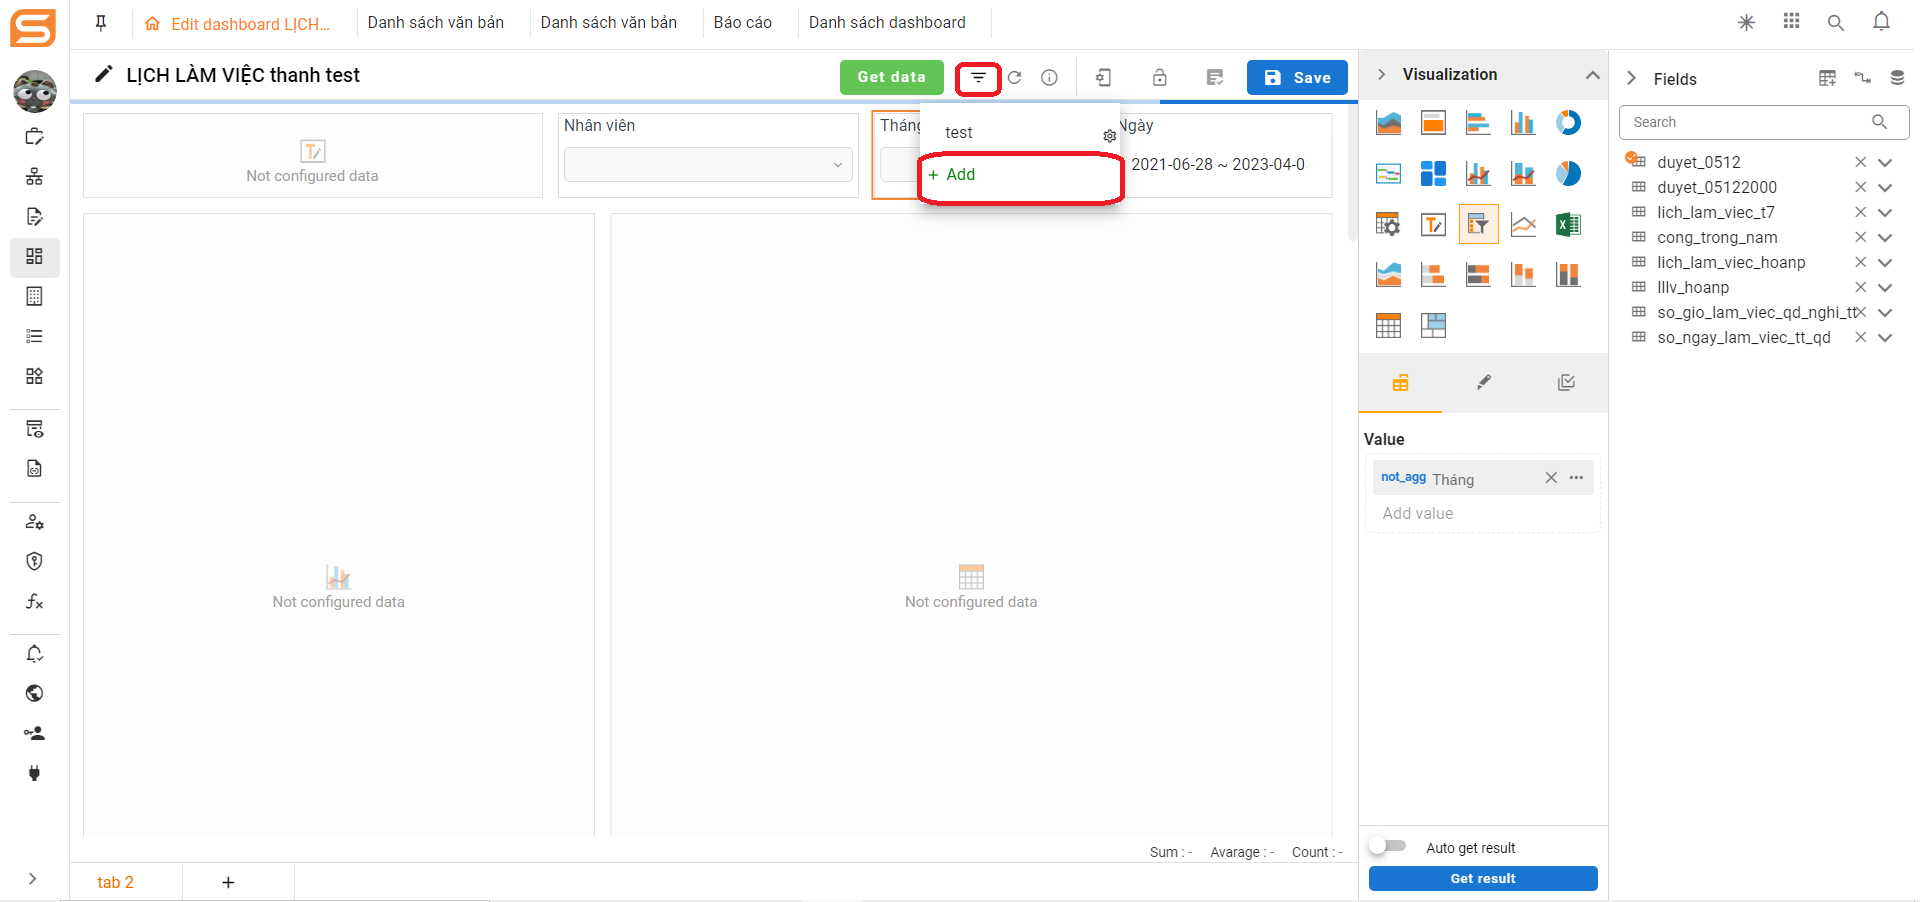 Edit dashboard LỊCH...
Danh sách văn bản
Danh sách văn bản
Báo cáo
Danh sách dashboard
LỊCH LÀM VIỆC thanh test
Get data
Save
Not configured data
Nhân viên
Tháng
test
+ Add
Ngày
2021-06-28 ~ 2023-04-0
Not configured data
Not configured data
Sum : -
Avarage : -
Count : -
tab 2
+
Visualization
Value
not_agg Tháng
Add value
Auto get result
Get result
Fields
Search
duyet_0512
duyet_05122000
lich_lam_viec_t7
cong_trong_nam
lich_lam_viec_hoanp
lllv_hoanp
so_gio_lam_viec_qd_nghi_tt
so_ngay_lam_viec_tt_qd